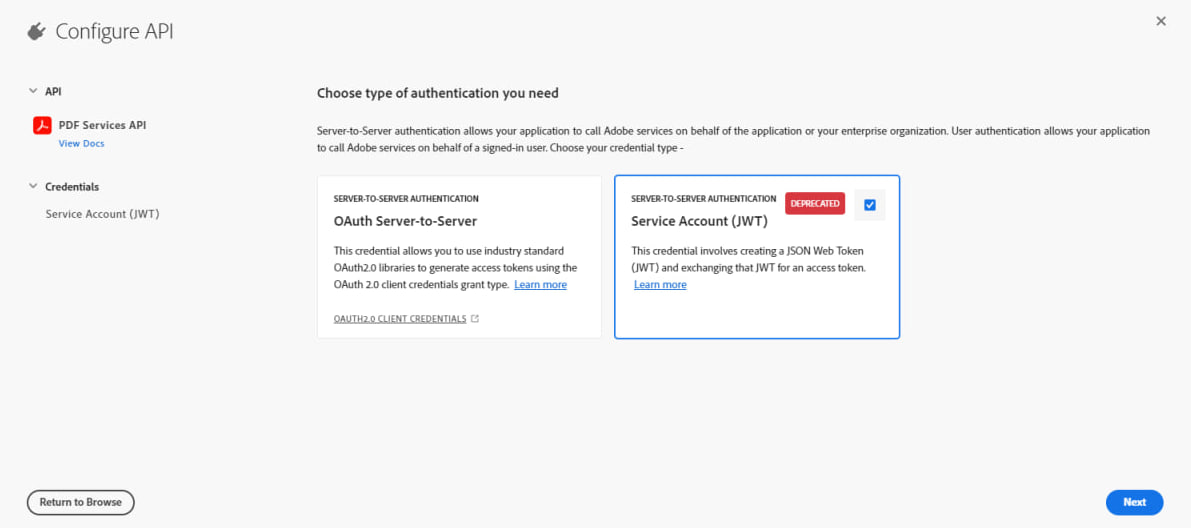 Configure API
API
PDF Services API
View Docs
Credentials
Service Account (JWT)
Choose type of authentication you need
Server-to-Server authentication allows your application to call Adobe services on behalf of the application or your enterprise organization. User authentication allows your application
to call Adobe services on behalf of a signed-in user. Choose your credential type -
SERVER-TO-SERVER AUTHENTICATION
OAuth Server-to-Server
This credential allows you to use industry standard
OAuth2.0 libraries to generate access tokens using the
OAuth 2.0 client credentials grant type. Learn more
OAUTH2.0 CLIENT CREDENTIALS
SERVER-TO-SERVER AUTHENTICATION
DEPRECATED
Service Account (JWT)
This credential involves creating a JSON Web Token
(JWT) and exchanging that JWT for an access token.
Learn more
Return to Browse
Next